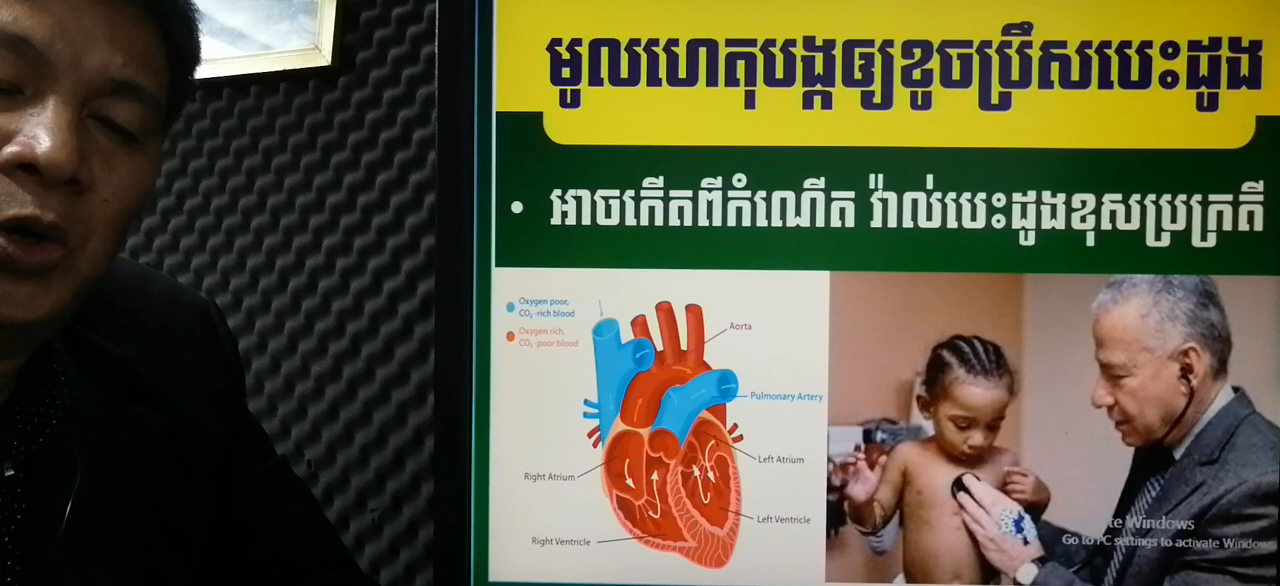 មូលហេតុបង្កឲ្យខូចប្រឹសបេះដូង
• អាចកើតពីកំណើត វ៉ាល់បេះដូងខុសប្រក្រតី
Oxygen poor,
CO₂ -rich blood
Oxygen rich,
CO₂ -poor blood
Aorta
Pulmonary Artery
Left Atrium
Right Atrium
Left Ventricle
Right Ventricle
te Windows
Go to PC settings to activate Window